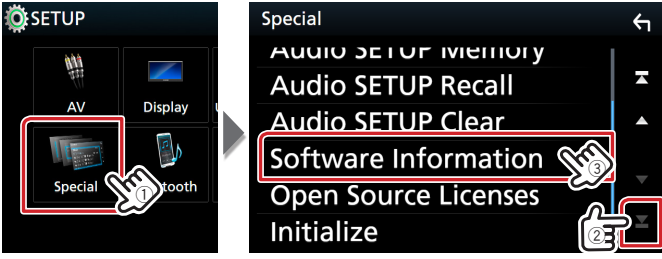 SETUP
AV
Display
Special
tooth
1
Special
Audio SETUP Memory
Audio SETUP Recall
Audio SETUP Clear
Software Information
3
Open Source Licenses
2
Initialize